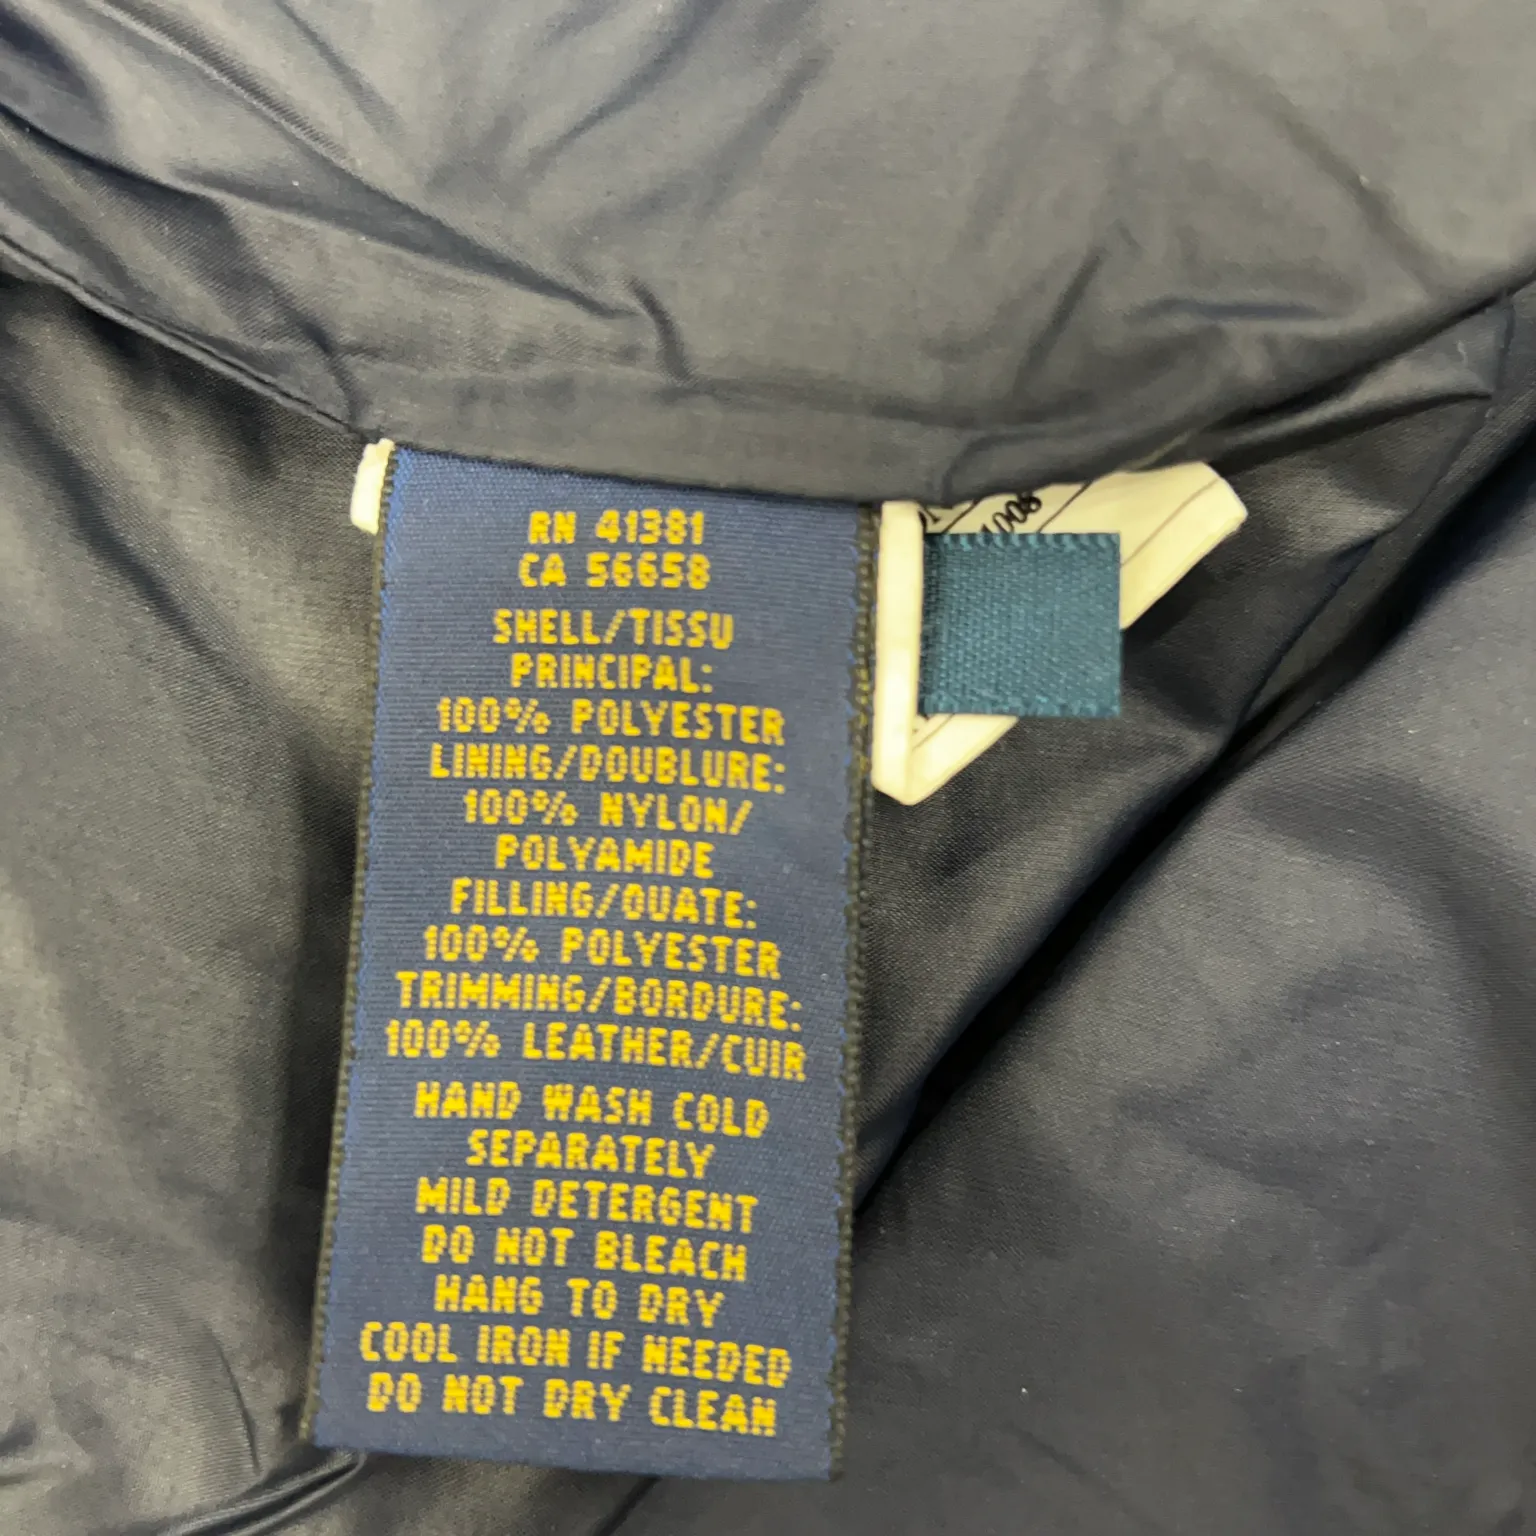 RN 41381
CA 56658
SHELL/TISSU
PRINCIPAL:
100% POLYESTER
LINING/DOUBLURE:
100% NYLON/
POLYAMIDE
FILLING/OUATE:
100% POLYESTER
TRIMMING/BORDURE:
100% LEATHER/CUIR
HAND WASH COLD
SEPARATELY
MILD DETERGENT
DO NOT BLEACH
HANG TO DRY
COOL IRON IF NEEDED
DO NOT DRY CLEAN